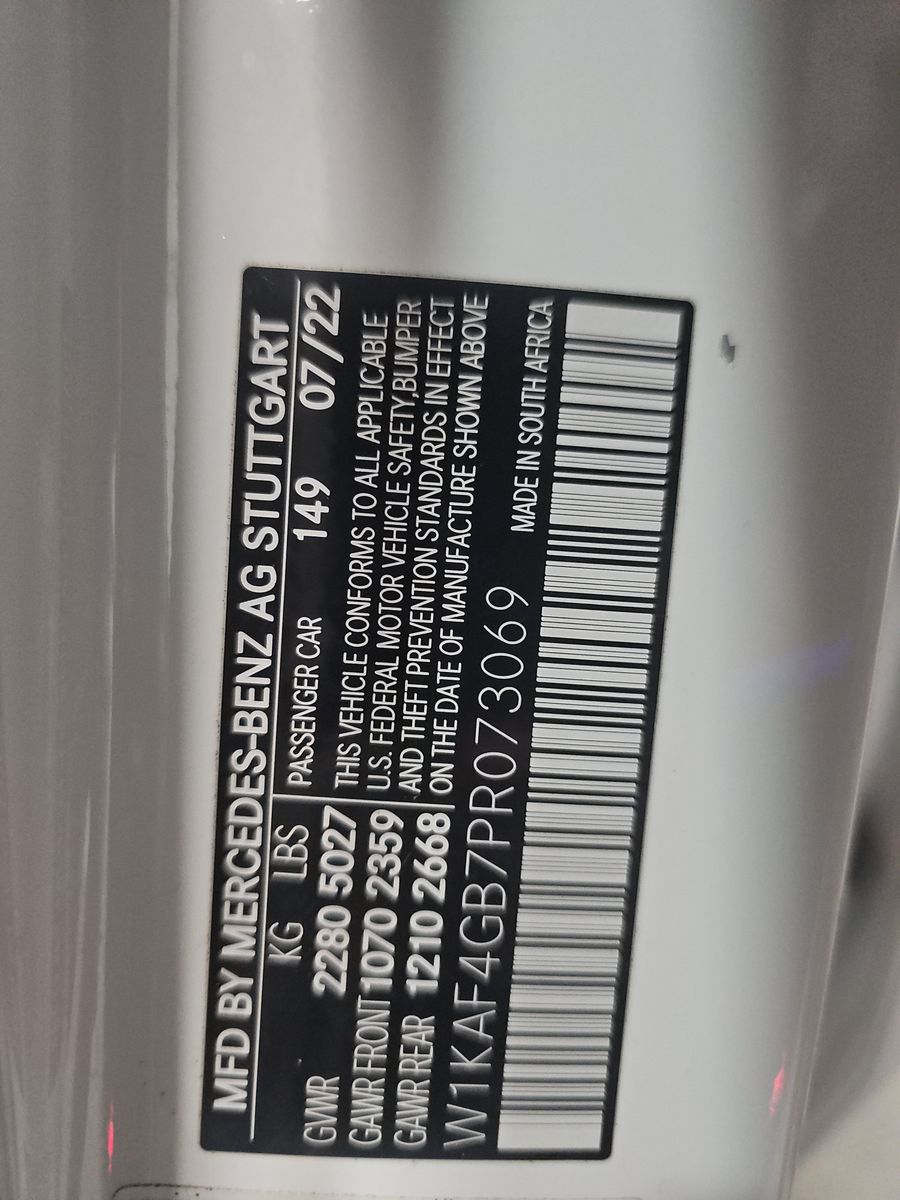 MFD BY MERCEDES-BENZ AG STUTTGART
KG LBS PASSENGER CAR 149 07/22
GVWR 2280 5027 THIS VEHICLE CONFORMS TO ALL APPLICABLE
GAWR FRONT 1070 2359 U.S. FEDERAL MOTOR VEHICLE SAFETY,BUMPER
GAWR REAR 1210 2668 AND THEFT PREVENTION STANDARDS IN EFFECT
ON THE DATE OF MANUFACTURE SHOWN ABOVE
W1KAF4GB7PR073069
MADE IN SOUTH AFRICA